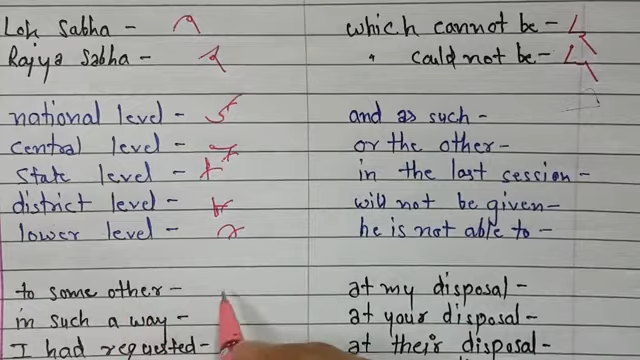 Lok Sabha -
Rajya Sabha -
national level -
Central level -
State level -
district level -
lower level -
to some other -
in such a way -
I had requested -
which cannot be -
" could not be -
and as such -
or the other -
in the last session -
will not be given -
he is not able to -
at my disposal -
at your disposal -
at their disposal -